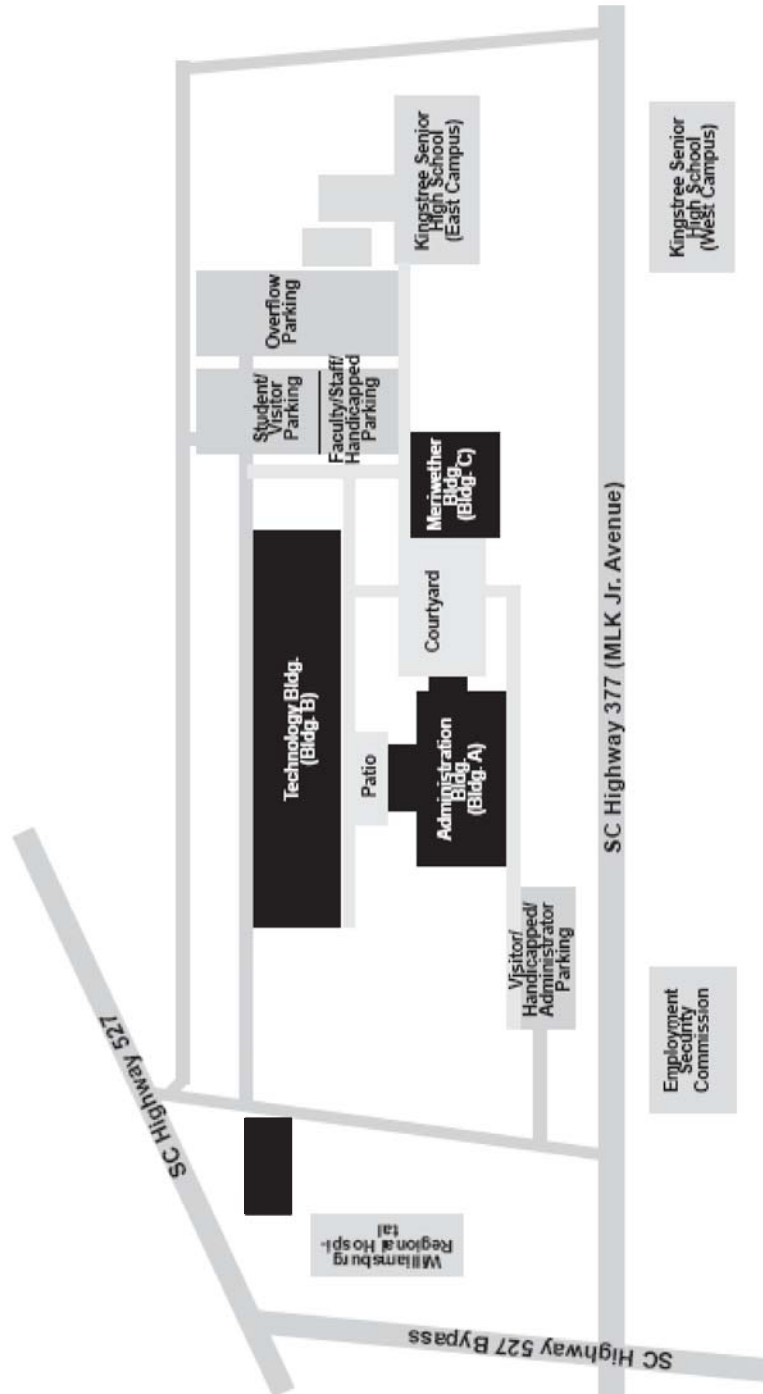 Kingstree Senior
High School
(East Campus)
Kingstree Senior
High School
(West Campus)
Overflow
Parking
Student/
Visitor
Parking
Faculty/Staff/
Handicapped
Parking
Meriwether
Bldg.
(Bldg. C)
Courtyard
Technology Bldg.
(Bldg. B)
Patio
Administration
Bldg.
(Bldg. A)
SC Highway 377 (MLK Jr. Avenue)
Visitor/
Handicapped/
Administrator
Parking
Employment
Security
Commission
SC Highway 527
Williamsburg
Regional Hospi-
tal
SC Highway 527 Bypass